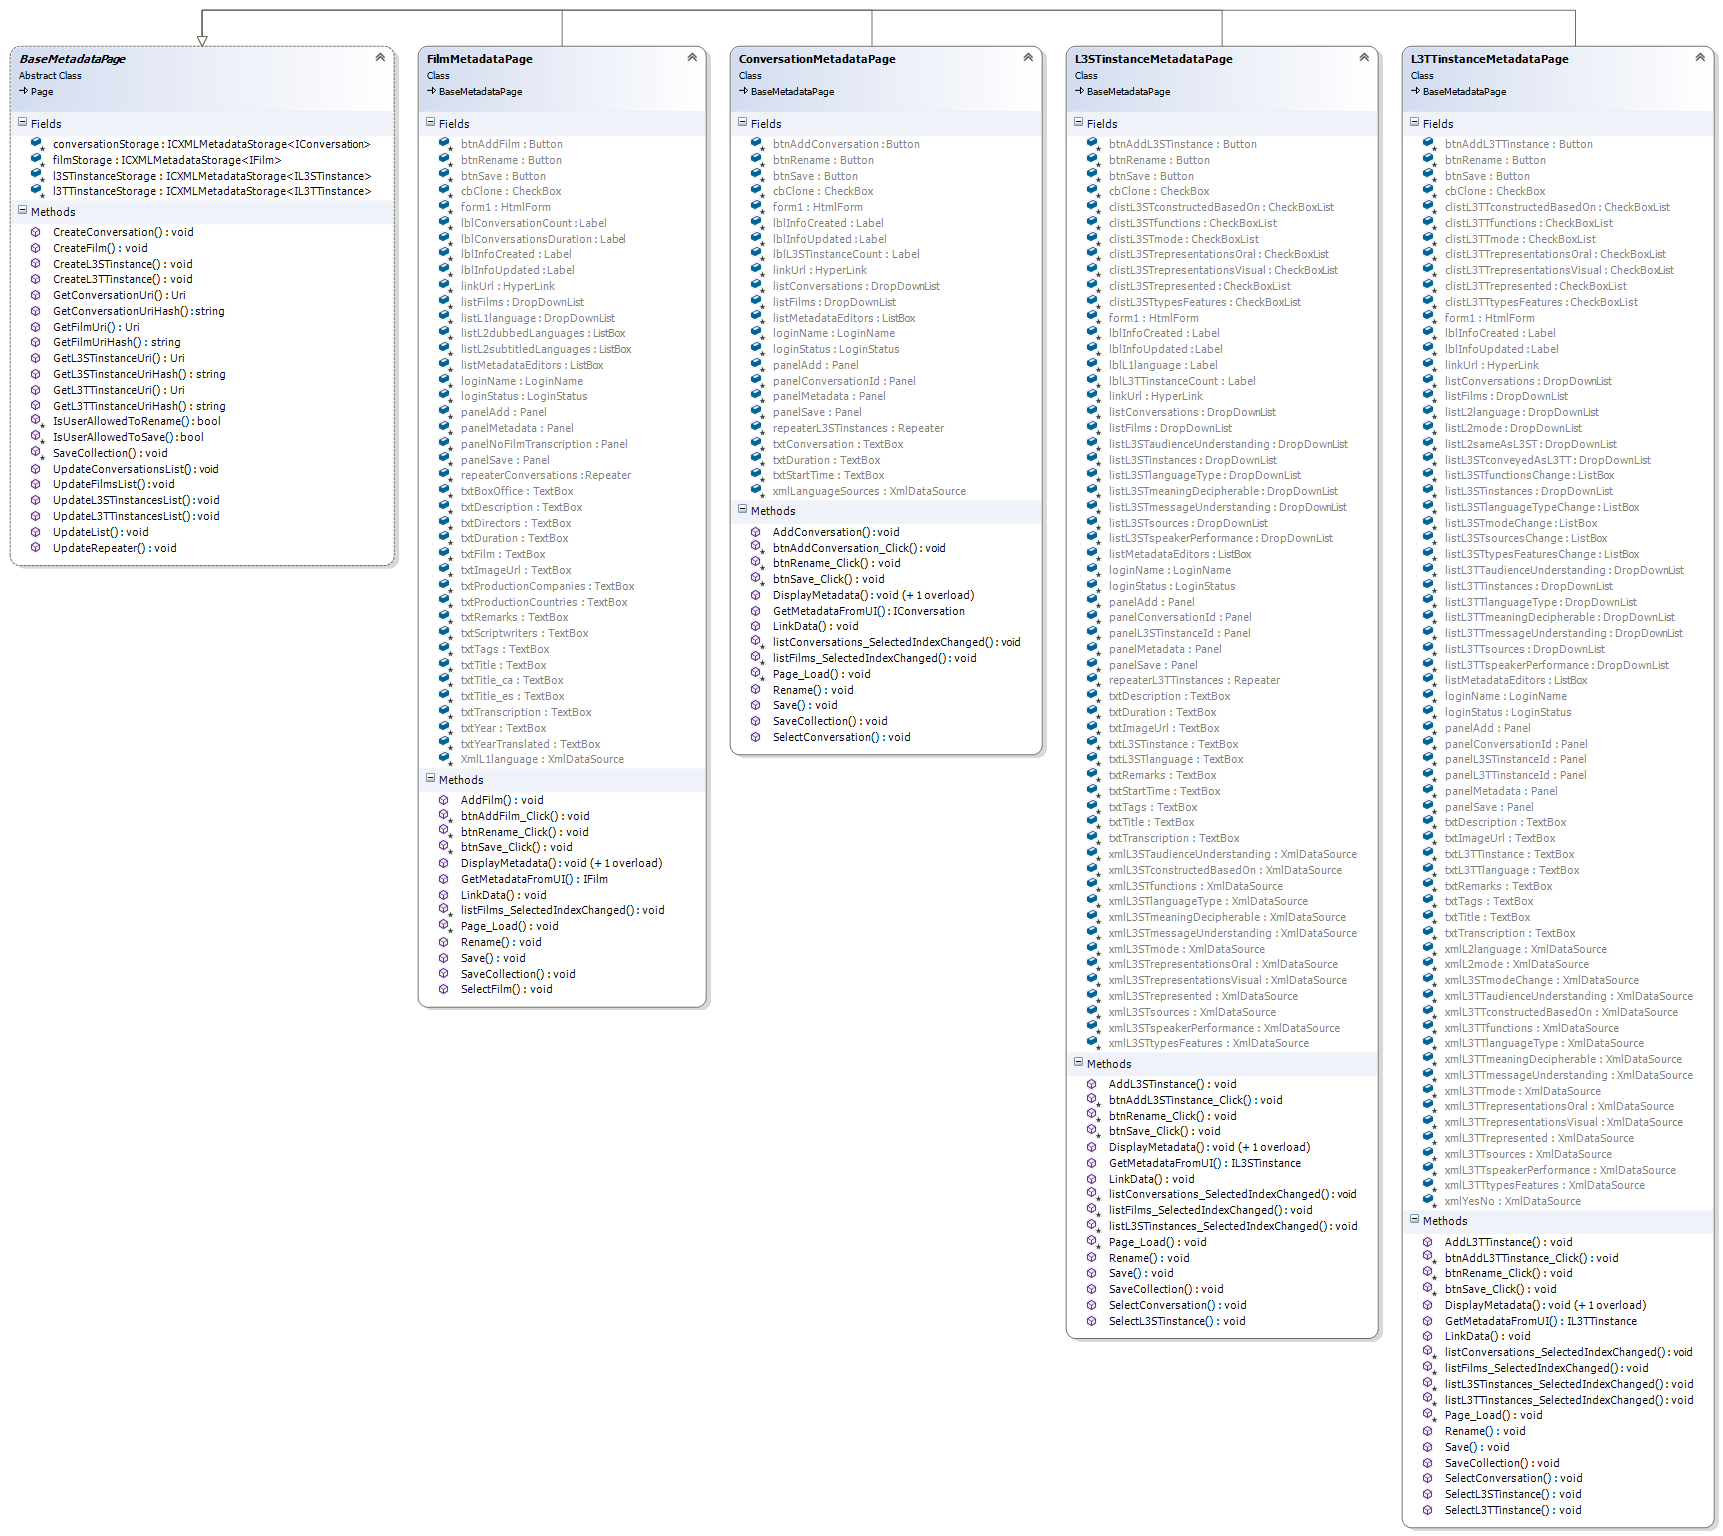 BaseMetadataPage
Abstract Class
Page
Fields
conversationStorage : ICXMLMetadataStorage<IConversation>
filmStorage : ICXMLMetadataStorage<IFilm>
l3STinstanceStorage : ICXMLMetadataStorage<IL3STinstance>
l3TTinstanceStorage : ICXMLMetadataStorage<IL3TTinstance>
Methods
CreateConversation() : void
CreateFilm() : void
CreateL3STinstance() : void
CreateL3TTinstance() : void
GetConversationUri() : Uri
GetConversationUriHash() : string
GetFilmUri() : Uri
GetFilmUriHash() : string
GetL3STinstanceUri() : Uri
GetL3STinstanceUriHash() : string
GetL3TTinstanceUri() : Uri
GetL3TTinstanceUriHash() : string
IsUserAllowedToRename() : bool
IsUserAllowedToSave() : bool
SaveCollection() : void
UpdateConversationsList() : void
UpdateFilmsList() : void
UpdateL3STinstancesList() : void
UpdateL3TTinstancesList() : void
UpdateList() : void
UpdateRepeater() : void
FilmMetadataPage
Class
BaseMetadataPage
Fields
btnAddFilm : Button
btnRename : Button
btnSave : Button
cbClone : CheckBox
form1 : HtmlForm
lblConversationCount : Label
lblConversationsDuration : Label
lblInfoCreated : Label
lblInfoUpdated : Label
linkUrl : HyperLink
listFilms : DropDownList
listL1language : DropDownList
listL2dubbedLanguages : ListBox
listL2subtitledLanguages : ListBox
listMetadataEditors : ListBox
loginName : LoginName
loginStatus : LoginStatus
panelAdd : Panel
panelMetadata : Panel
panelNoFilmTranscription : Panel
panelSave : Panel
repeaterConversations : Repeater
txtBoxOffice : TextBox
txtDescription : TextBox
txtDirectors : TextBox
txtDuration : TextBox
txtFilm : TextBox
txtImageUrl : TextBox
txtProductionCompanies : TextBox
txtProductionCountries : TextBox
txtRemarks : TextBox
txtScriptwriters : TextBox
txtTags : TextBox
txtTitle : TextBox
txtTitle_ca : TextBox
txtTitle_es : TextBox
txtTranscription : TextBox
txtYear : TextBox
txtYearTranslated : TextBox
XmlL1language : XmlDataSource
Methods
AddFilm() : void
btnAddFilm_Click() : void
btnRename_Click() : void
btnSave_Click() : void
DisplayMetadata() : void (+ 1 overload)
GetMetadataFromUI() : IFilm
LinkData() : void
listFilms_SelectedIndexChanged() : void
Page_Load() : void
Rename() : void
Save() : void
SaveCollection() : void
SelectFilm() : void
ConversationMetadataPage
Class
BaseMetadataPage
Fields
btnAddConversation : Button
btnRename : Button
btnSave : Button
cbClone : CheckBox
form1 : HtmlForm
lblInfoCreated : Label
lblInfoUpdated : Label
lblL3STinstanceCount : Label
linkUrl : HyperLink
listConversations : DropDownList
listFilms : DropDownList
listMetadataEditors : ListBox
loginName : LoginName
loginStatus : LoginStatus
panelAdd : Panel
panelConversationId : Panel
panelMetadata : Panel
panelSave : Panel
repeaterL3STinstances : Repeater
txtConversation : TextBox
txtDuration : TextBox
txtStartTime : TextBox
xmlLanguageSources : XmlDataSource
Methods
AddConversation() : void
btnAddConversation_Click() : void
btnRename_Click() : void
btnSave_Click() : void
DisplayMetadata() : void (+ 1 overload)
GetMetadataFromUI() : IConversation
LinkData() : void
listConversations_SelectedIndexChanged() : void
listFilms_SelectedIndexChanged() : void
Page_Load() : void
Rename() : void
Save() : void
SaveCollection() : void
SelectConversation() : void
L3STinstanceMetadataPage
Class
BaseMetadataPage
Fields
btnAddL3STinstance : Button
btnRename : Button
btnSave : Button
cbClone : CheckBox
clistL3STconstructedBasedOn : CheckBoxList
clistL3STfunctions : CheckBoxList
clistL3STmode : CheckBoxList
clistL3STrepresentationsOral : CheckBoxList
clistL3STrepresentationsVisual : CheckBoxList
clistL3STrepresented : CheckBoxList
clistL3STtypesFeatures : CheckBoxList
form1 : HtmlForm
lblInfoCreated : Label
lblInfoUpdated : Label
lblL1language : Label
lblL3TTinstanceCount : Label
linkUrl : HyperLink
listConversations : DropDownList
listFilms : DropDownList
listL3STaudienceUnderstanding : DropDownList
listL3STinstances : DropDownList
listL3STlanguageType : DropDownList
listL3STmeaningDecipherable : DropDownList
listL3STmessageUnderstanding : DropDownList
listL3STsources : DropDownList
listL3STspeakerPerformance : DropDownList
listMetadataEditors : ListBox
loginName : LoginName
loginStatus : LoginStatus
panelAdd : Panel
panelConversationId : Panel
panelL3STinstanceId : Panel
panelMetadata : Panel
panelSave : Panel
repeaterL3TTinstances : Repeater
txtDescription : TextBox
txtDuration : TextBox
txtImageUrl : TextBox
txtL3STinstance : TextBox
txtL3STlanguage : TextBox
txtRemarks : TextBox
txtStartTime : TextBox
txtTags : TextBox
txtTitle : TextBox
txtTranscription : TextBox
xmlL3STaudienceUnderstanding : XmlDataSource
xmlL3STconstructedBasedOn : XmlDataSource
xmlL3STfunctions : XmlDataSource
xmlL3STlanguageType : XmlDataSource
xmlL3STmeaningDecipherable : XmlDataSource
xmlL3STmessageUnderstanding : XmlDataSource
xmlL3STmode : XmlDataSource
xmlL3STrepresentationsOral : XmlDataSource
xmlL3STrepresentationsVisual : XmlDataSource
xmlL3STrepresented : XmlDataSource
xmlL3STsources : XmlDataSource
xmlL3STspeakerPerformance : XmlDataSource
xmlL3STtypesFeatures : XmlDataSource
Methods
AddL3STinstance() : void
btnAddL3STinstance_Click() : void
btnRename_Click() : void
btnSave_Click() : void
DisplayMetadata() : void (+ 1 overload)
GetMetadataFromUI() : IL3STinstance
LinkData() : void
listConversations_SelectedIndexChanged() : void
listFilms_SelectedIndexChanged() : void
listL3STinstances_SelectedIndexChanged() : void
Page_Load() : void
Rename() : void
Save() : void
SaveCollection() : void
SelectConversation() : void
SelectL3STinstance() : void
L3TTinstanceMetadataPage
Class
BaseMetadataPage
Fields
btnAddL3TTinstance : Button
btnRename : Button
btnSave : Button
cbClone : CheckBox
clistL3TTconstructedBasedOn : CheckBoxList
clistL3TTfunctions : CheckBoxList
clistL3TTmode : CheckBoxList
clistL3TTrepresentationsOral : CheckBoxList
clistL3TTrepresentationsVisual : CheckBoxList
clistL3TTrepresented : CheckBoxList
clistL3TTtypesFeatures : CheckBoxList
form1 : HtmlForm
lblInfoCreated : Label
lblInfoUpdated : Label
linkUrl : HyperLink
listConversations : DropDownList
listFilms : DropDownList
listL2language : DropDownList
listL2mode : DropDownList
listL2sameAsL3ST : DropDownList
listL3STconveyedAsL3TT : DropDownList
listL3STfunctionsChange : ListBox
listL3STinstances : DropDownList
listL3STlanguageTypeChange : ListBox
listL3STmodeChange : ListBox
listL3STsourcesChange : ListBox
listL3STtypesFeaturesChange : ListBox
listL3TTaudienceUnderstanding : DropDownList
listL3TTinstances : DropDownList
listL3TTlanguageType : DropDownList
listL3TTmeaningDecipherable : DropDownList
listL3TTmessageUnderstanding : DropDownList
listL3TTsources : DropDownList
listL3TTspeakerPerformance : DropDownList
listMetadataEditors : ListBox
loginName : LoginName
loginStatus : LoginStatus
panelAdd : Panel
panelConversationId : Panel
panelL3STinstanceId : Panel
panelL3TTinstanceId : Panel
panelMetadata : Panel
panelSave : Panel
txtDescription : TextBox
txtImageUrl : TextBox
txtL3TTinstance : TextBox
txtL3TTlanguage : TextBox
txtRemarks : TextBox
txtTags : TextBox
txtTitle : TextBox
txtTranscription : TextBox
xmlL2language : XmlDataSource
xmlL2mode : XmlDataSource
xmlL3STmodeChange : XmlDataSource
xmlL3TTaudienceUnderstanding : XmlDataSource
xmlL3TTconstructedBasedOn : XmlDataSource
xmlL3TTfunctions : XmlDataSource
xmlL3TTlanguageType : XmlDataSource
xmlL3TTmeaningDecipherable : XmlDataSource
xmlL3TTmessageUnderstanding : XmlDataSource
xmlL3TTmode : XmlDataSource
xmlL3TTrepresentationsOral : XmlDataSource
xmlL3TTrepresentationsVisual : XmlDataSource
xmlL3TTrepresented : XmlDataSource
xmlL3TTsources : XmlDataSource
xmlL3TTspeakerPerformance : XmlDataSource
xmlL3TTtypesFeatures : XmlDataSource
xmlYesNo : XmlDataSource
Methods
AddL3TTinstance() : void
btnAddL3TTinstance_Click() : void
btnRename_Click() : void
btnSave_Click() : void
DisplayMetadata() : void (+ 1 overload)
GetMetadataFromUI() : IL3TTinstance
LinkData() : void
listConversations_SelectedIndexChanged() : void
listFilms_SelectedIndexChanged() : void
listL3STinstances_SelectedIndexChanged() : void
listL3TTinstances_SelectedIndexChanged() : void
Page_Load() : void
Rename() : void
Save() : void
SaveCollection() : void
SelectConversation() : void
SelectL3STinstance() : void
SelectL3TTinstance() : void